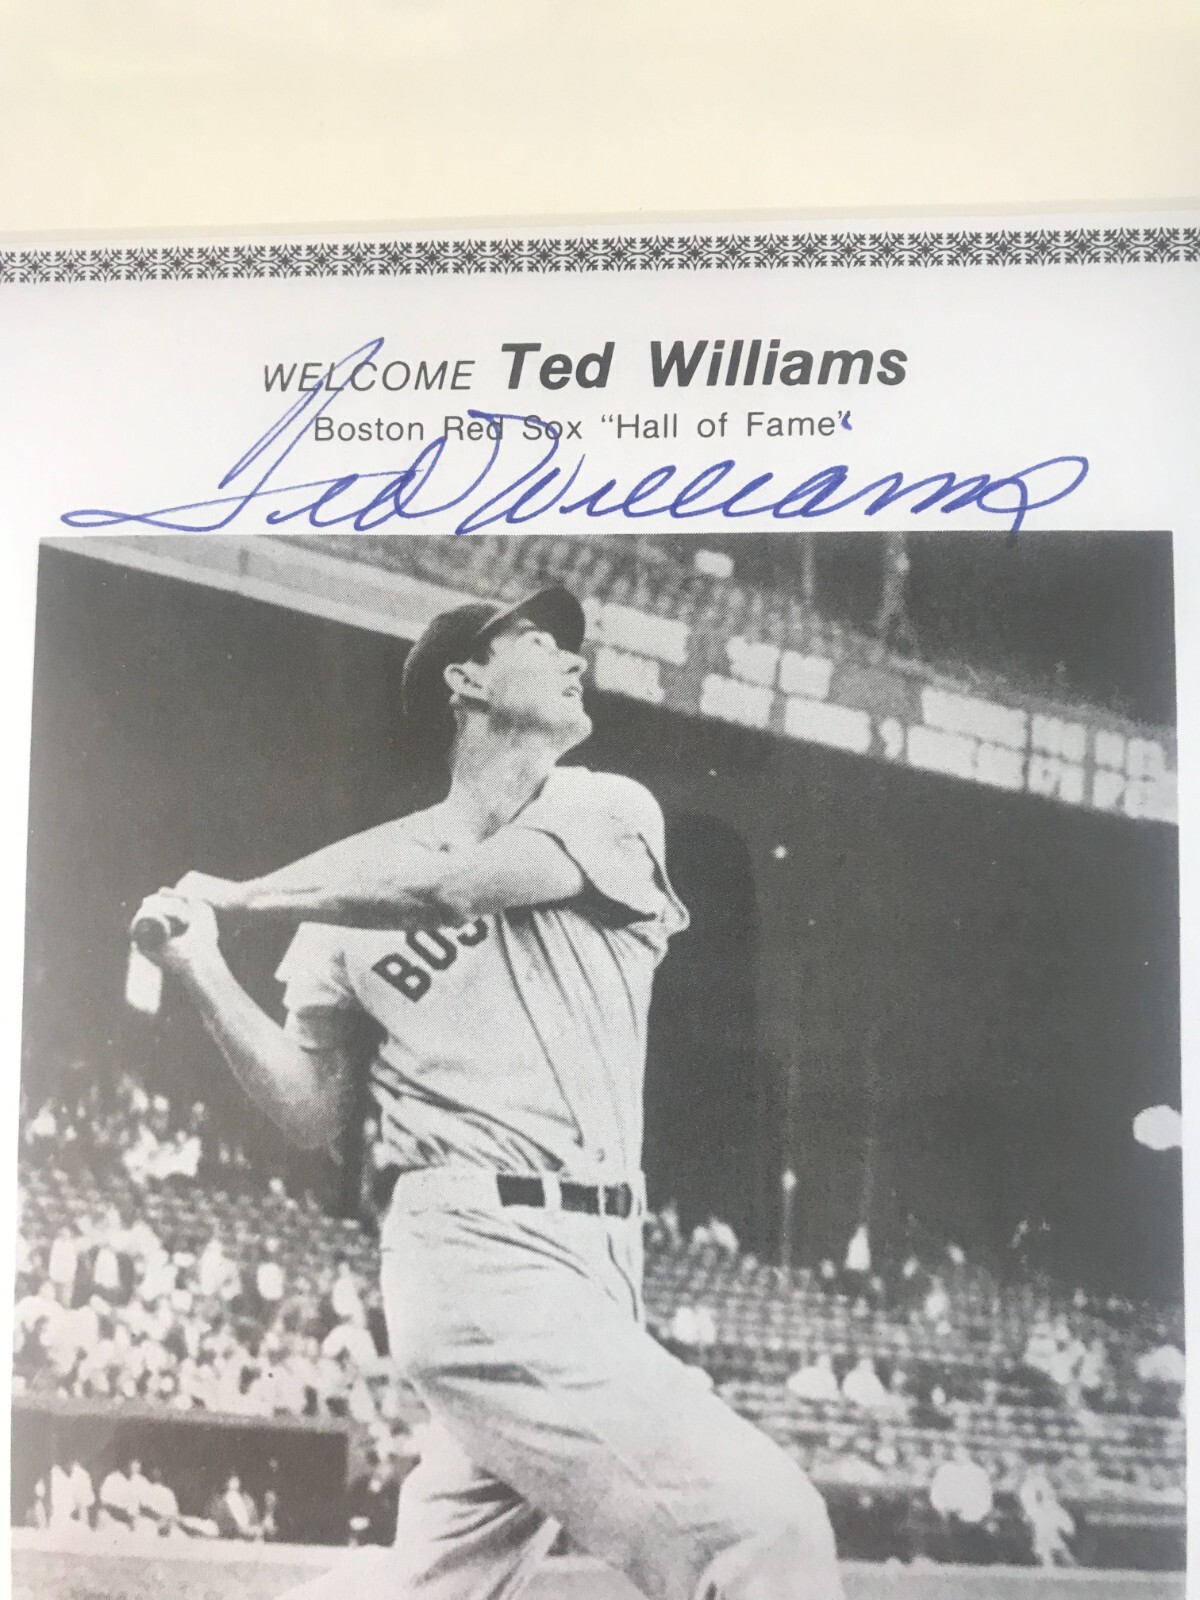 WELCOME Ted Williams
Boston Red Sox “Hall of Fame”
Ted Williams
BOS